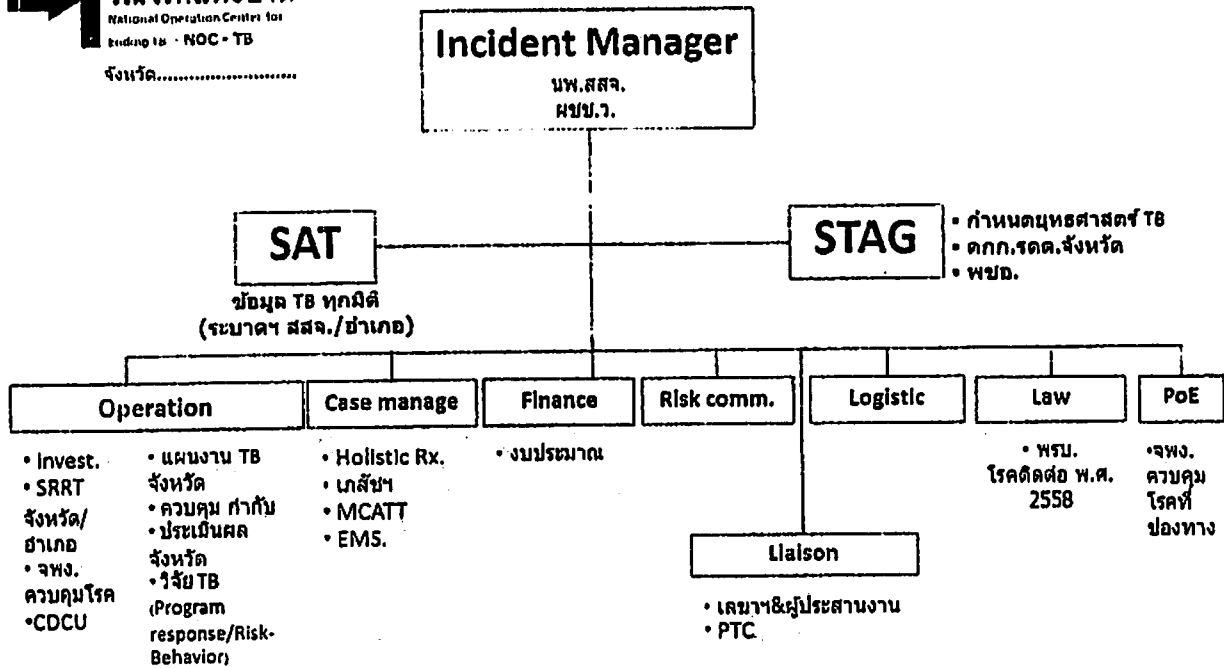 National Operation Center for
Ending TB - NOC - TB
จังหวัด..........................
Incident Manager
นพ.สสจ.
ผชช.ว.
SAT
ข้อมูล TB ทุกมิติ
(ระบาดฯ สสจ./อำเภอ)
STAG
• กำหนดยุทธศาสตร์ TB
• คกก.รดต.จังหวัด
• พชอ.
Operation
• Invest.
• SRRT
จังหวัด/
อำเภอ
• จพง.
ควบคุมโรค
•CDCU
• แผนงาน TB
จังหวัด
• ควบคุม กำกับ
• ประเมินผล
จังหวัด
• วิจัย TB
(Program
response/Risk-
Behavior)
Case manage
• Holistic Rx.
• เภสัชฯ
• MCATT
• EMS.
Finance
• งบประมาณ
Risk comm.
Logistic
Law
• พรบ.
โรคติดต่อ พ.ศ.
2558
PoE
•จพง.
ควบคุม
โรคที่
ช่องทาง
Liaison
• เลขาฯ&ผู้ประสานงาน
• PTC